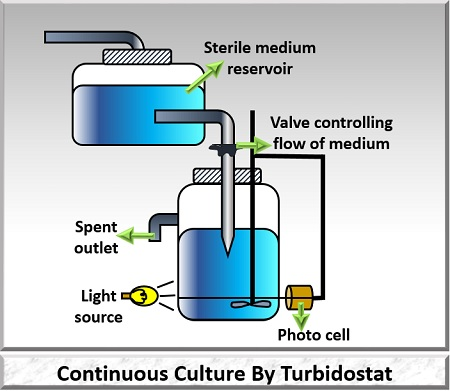 Sterile medium
reservoir
Valve controlling
flow of medium
Spent
outlet
Light
source
Photo cell
Continuous Culture By Turbidostat